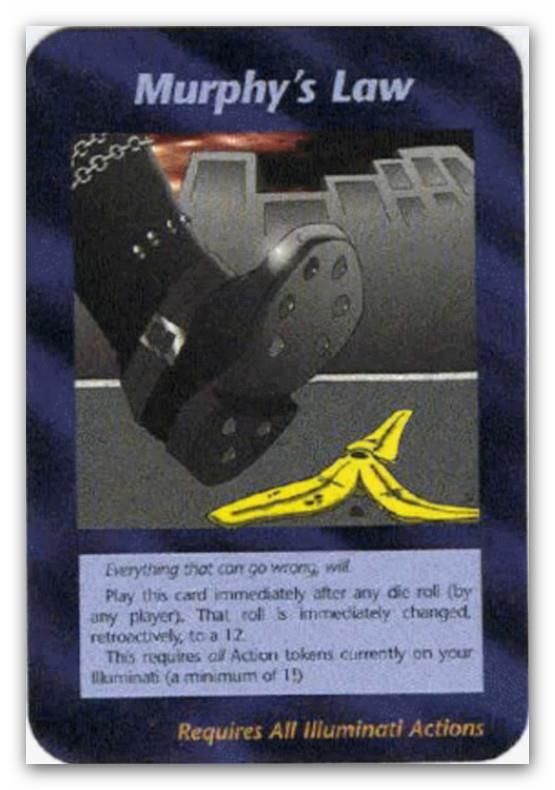 Murphy's Law
Everything that can go wrong, will.
Play this card immediately after any die roll (by
any player). That roll is immediately changed,
retroactively, to a 12.
This requires all Action tokens currently on your
Illuminati (a minimum of 1!)
Requires All Illuminati Actions